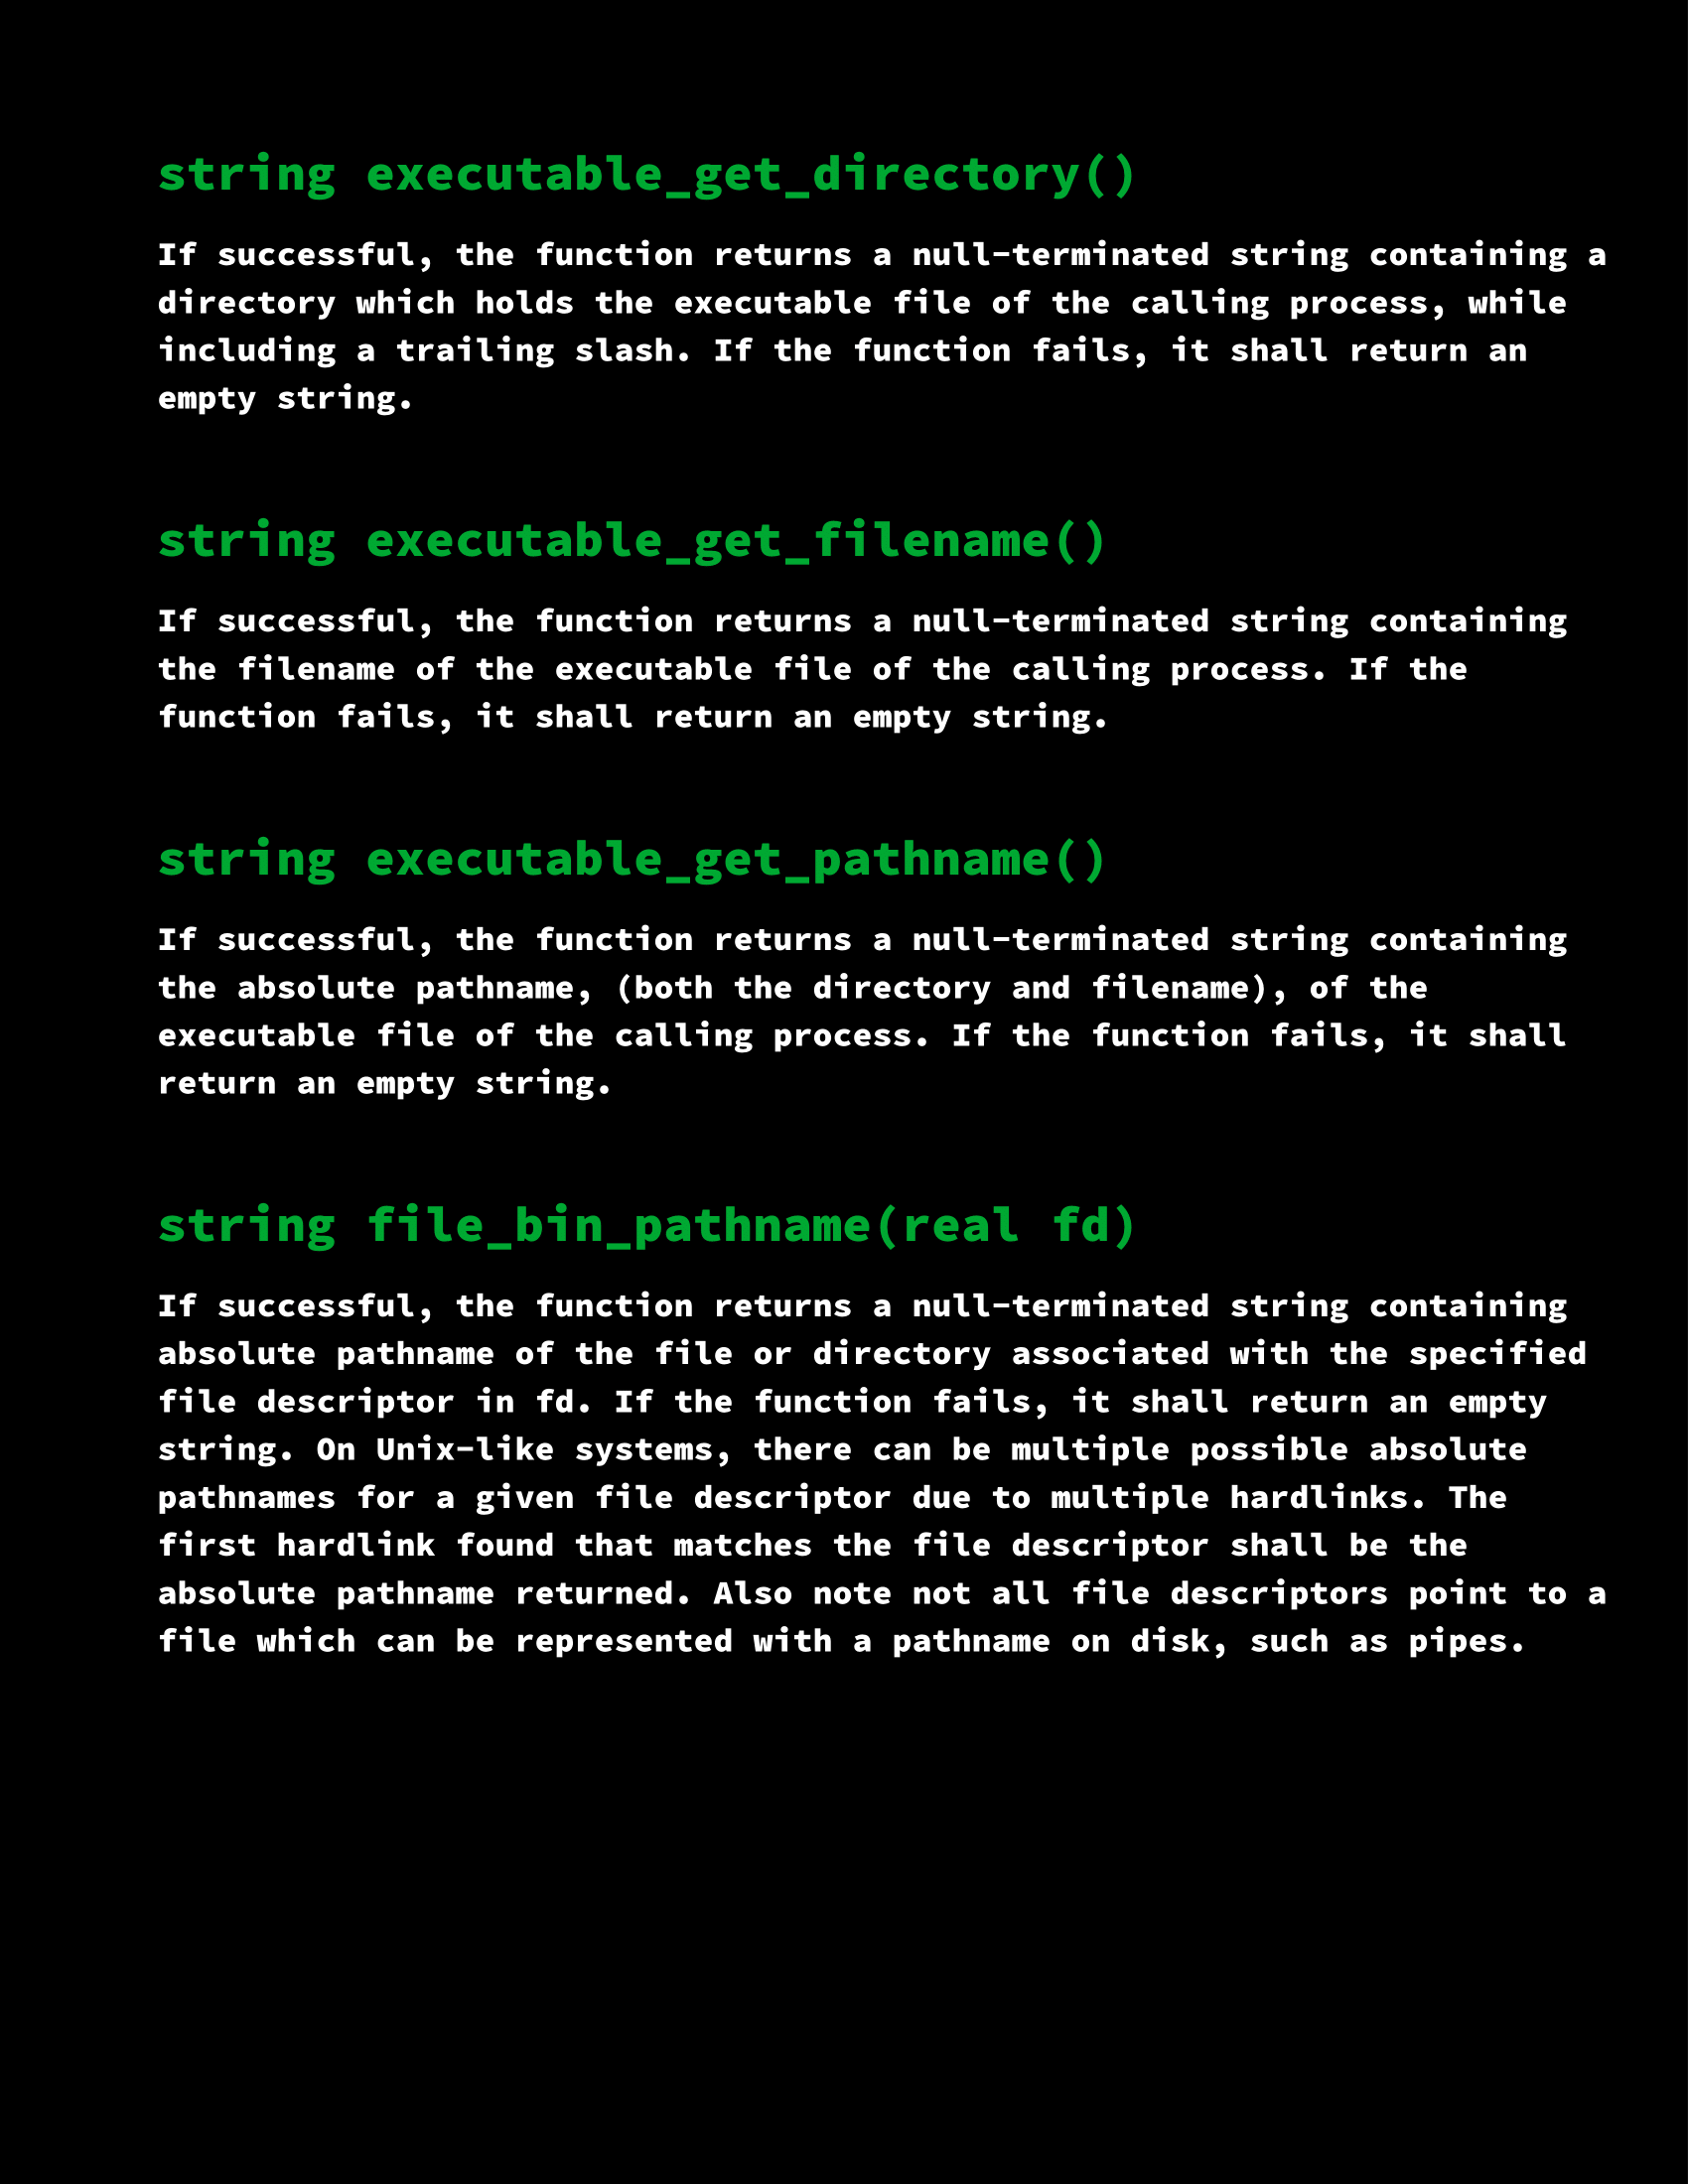 string executable_get_directory()
If successful, the function returns a null-terminated string containing a
directory which holds the executable file of the calling process, while
including a trailing slash. If the function fails, it shall return an
empty string.
string executable_get_filename()
If successful, the function returns a null-terminated string containing
the filename of the executable file of the calling process. If the
function fails, it shall return an empty string.
string executable_get_pathname()
If successful, the function returns a null-terminated string containing
the absolute pathname, (both the directory and filename), of the
executable file of the calling process. If the function fails, it shall
return an empty string.
string file_bin_pathname(real fd)
If successful, the function returns a null-terminated string containing
absolute pathname of the file or directory associated with the specified
file descriptor in fd. If the function fails, it shall return an empty
string. On Unix-like systems, there can be multiple possible absolute
pathnames for a given file descriptor due to multiple hardlinks. The
first hardlink found that matches the file descriptor shall be the
absolute pathname returned. Also note not all file descriptors point to a
file which can be represented with a pathname on disk, such as pipes.